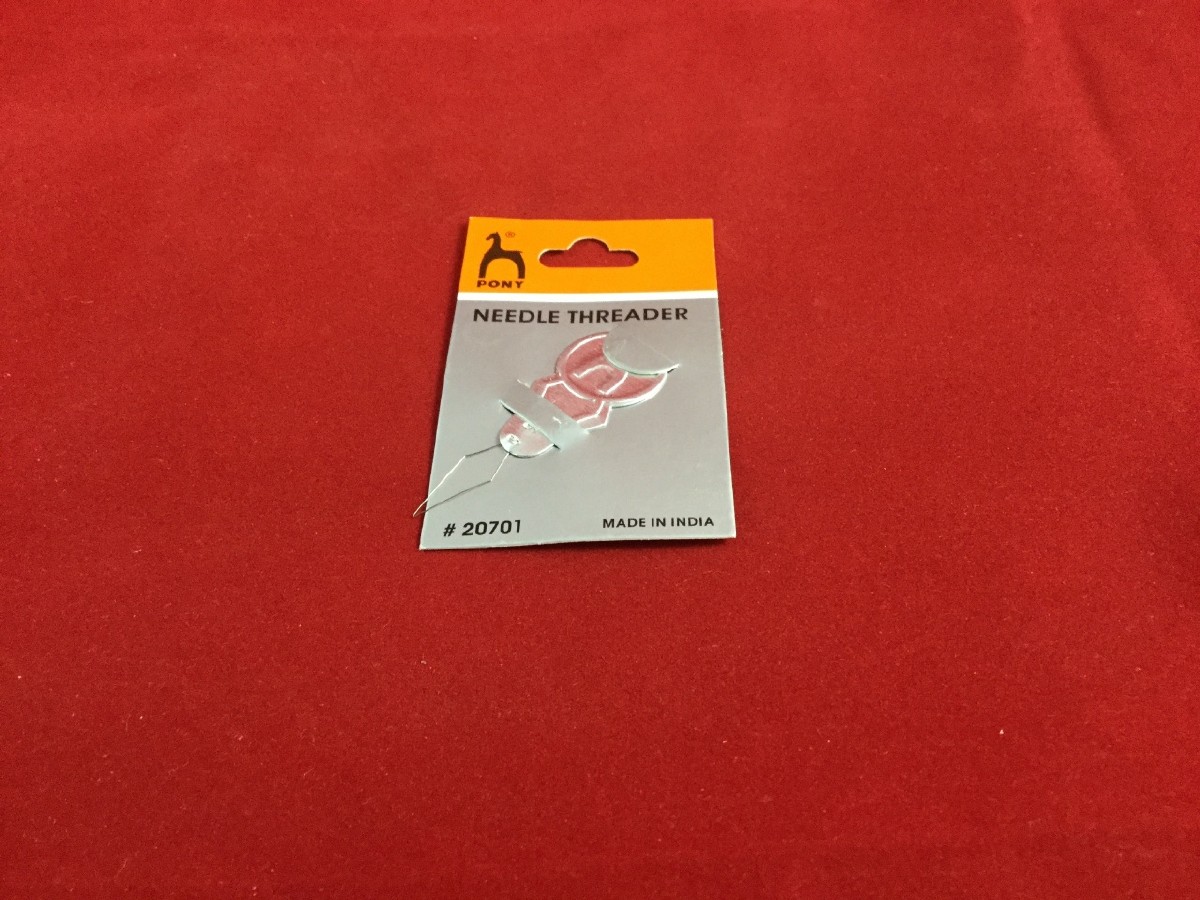 ®
PONY
NEEDLE THREADER
# 20701
MADE IN INDIA